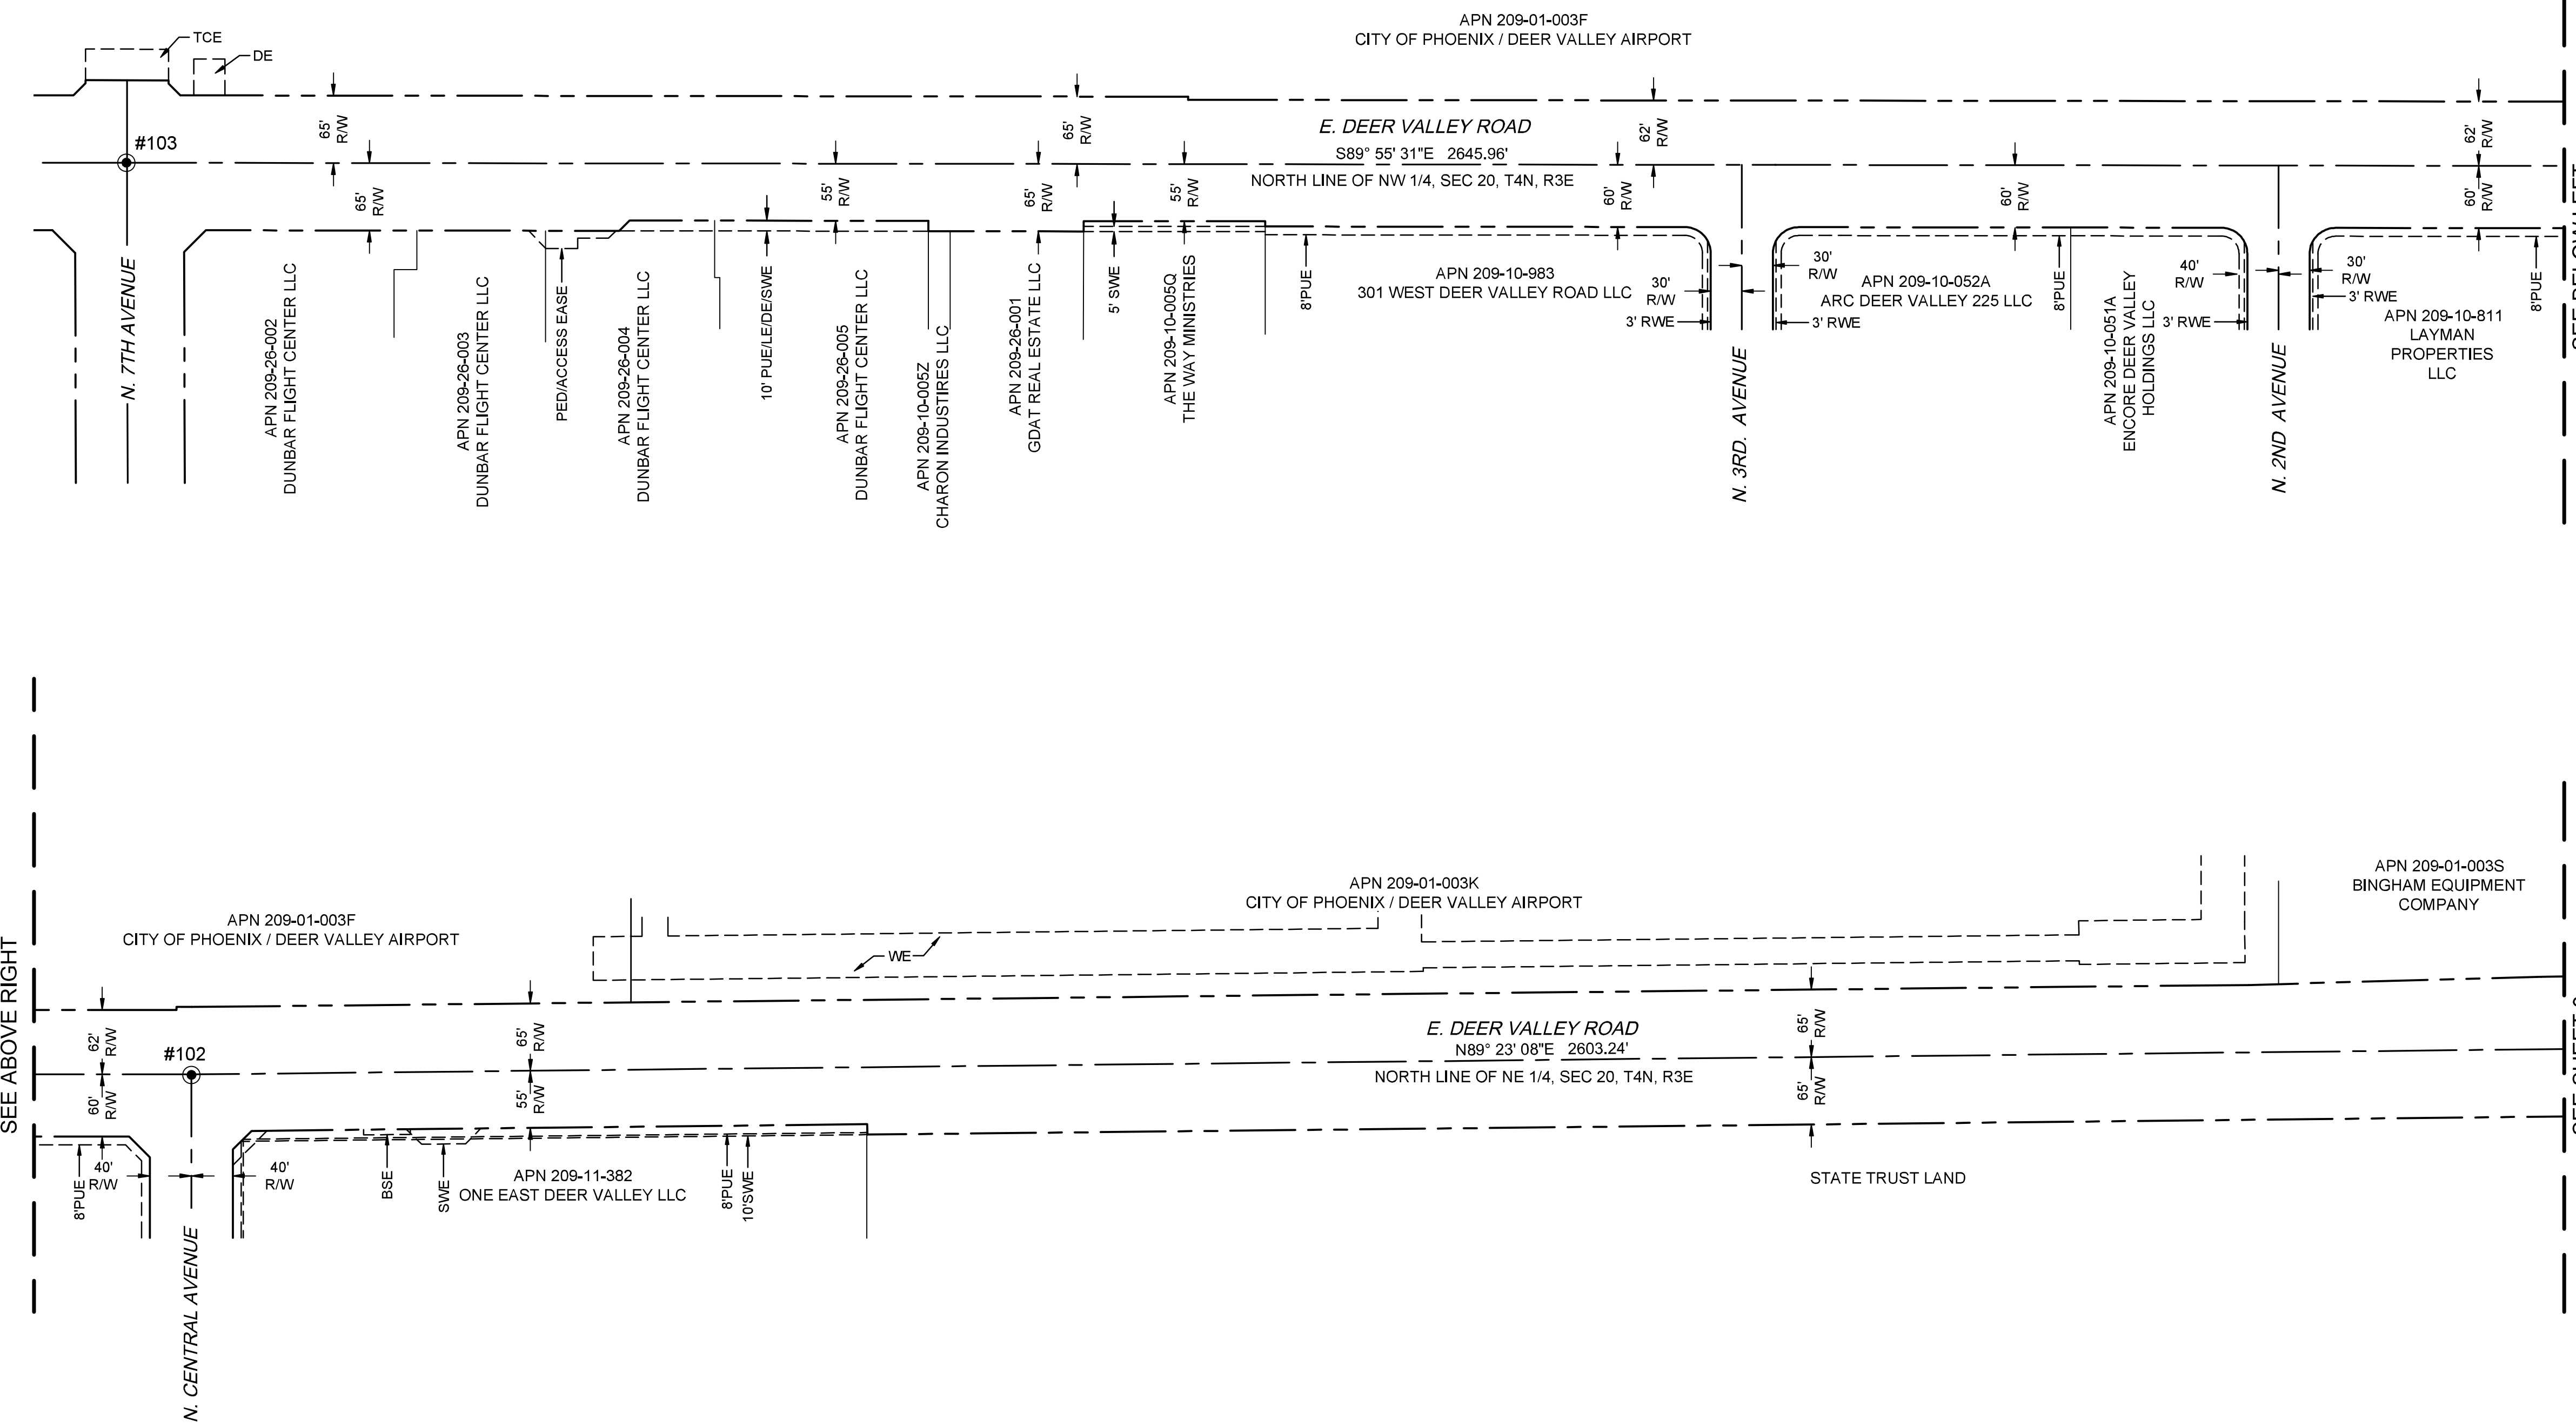 APN 209-01-003F
CITY OF PHOENIX / DEER VALLEY AIRPORT
TCE
DE
65'
R/W
65'
R/W
62'
R/W
62'
R/W
#103
E. DEER VALLEY ROAD
S89° 55' 31"E 2645.96'
NORTH LINE OF NW 1/4, SEC 20, T4N, R3E
65'
R/W
55'
R/W
65'
R/W
55'
R/W
60'
R/W
60'
R/W
60'
R/W
N. 7TH AVENUE
APN 209-26-002
DUNBAR FLIGHT CENTER LLC
APN 209-26-003
DUNBAR FLIGHT CENTER LLC
PED/ACCESS EASE
APN 209-26-004
DUNBAR FLIGHT CENTER LLC
10' PUE/LE/DE/SWE
APN 209-26-005
DUNBAR FLIGHT CENTER LLC
APN 209-10-005Z
CHARON INDUSTIRES LLC
APN 209-26-001
GDAT REAL ESTATE LLC
5' SWE
APN 209-10-005Q
THE WAY MINISTRIES
8'PUE
APN 209-10-983
301 WEST DEER VALLEY ROAD LLC
30'
R/W
3' RWE
N. 3RD. AVENUE
30'
R/W
3' RWE
APN 209-10-052A
ARC DEER VALLEY 225 LLC
8'PUE
APN 209-10-051A
ENCORE DEER VALLEY
HOLDINGS LLC
40'
R/W
3' RWE
N. 2ND AVENUE
30'
R/W
3' RWE
APN 209-10-811
LAYMAN
PROPERTIES
LLC
8'PUE
SEE ABOVE RIGHT
APN 209-01-003F
CITY OF PHOENIX / DEER VALLEY AIRPORT
APN 209-01-003K
CITY OF PHOENIX / DEER VALLEY AIRPORT
APN 209-01-003S
BINGHAM EQUIPMENT
COMPANY
WE
62'
R/W
65'
R/W
65'
R/W
#102
E. DEER VALLEY ROAD
N89° 23' 08"E 2603.24'
NORTH LINE OF NE 1/4, SEC 20, T4N, R3E
60'
R/W
55'
R/W
65'
R/W
8'PUE
40'
R/W
40'
R/W
N. CENTRAL AVENUE
BSE
SWE
APN 209-11-382
ONE EAST DEER VALLEY LLC
8'PUE
10'SWE
STATE TRUST LAND